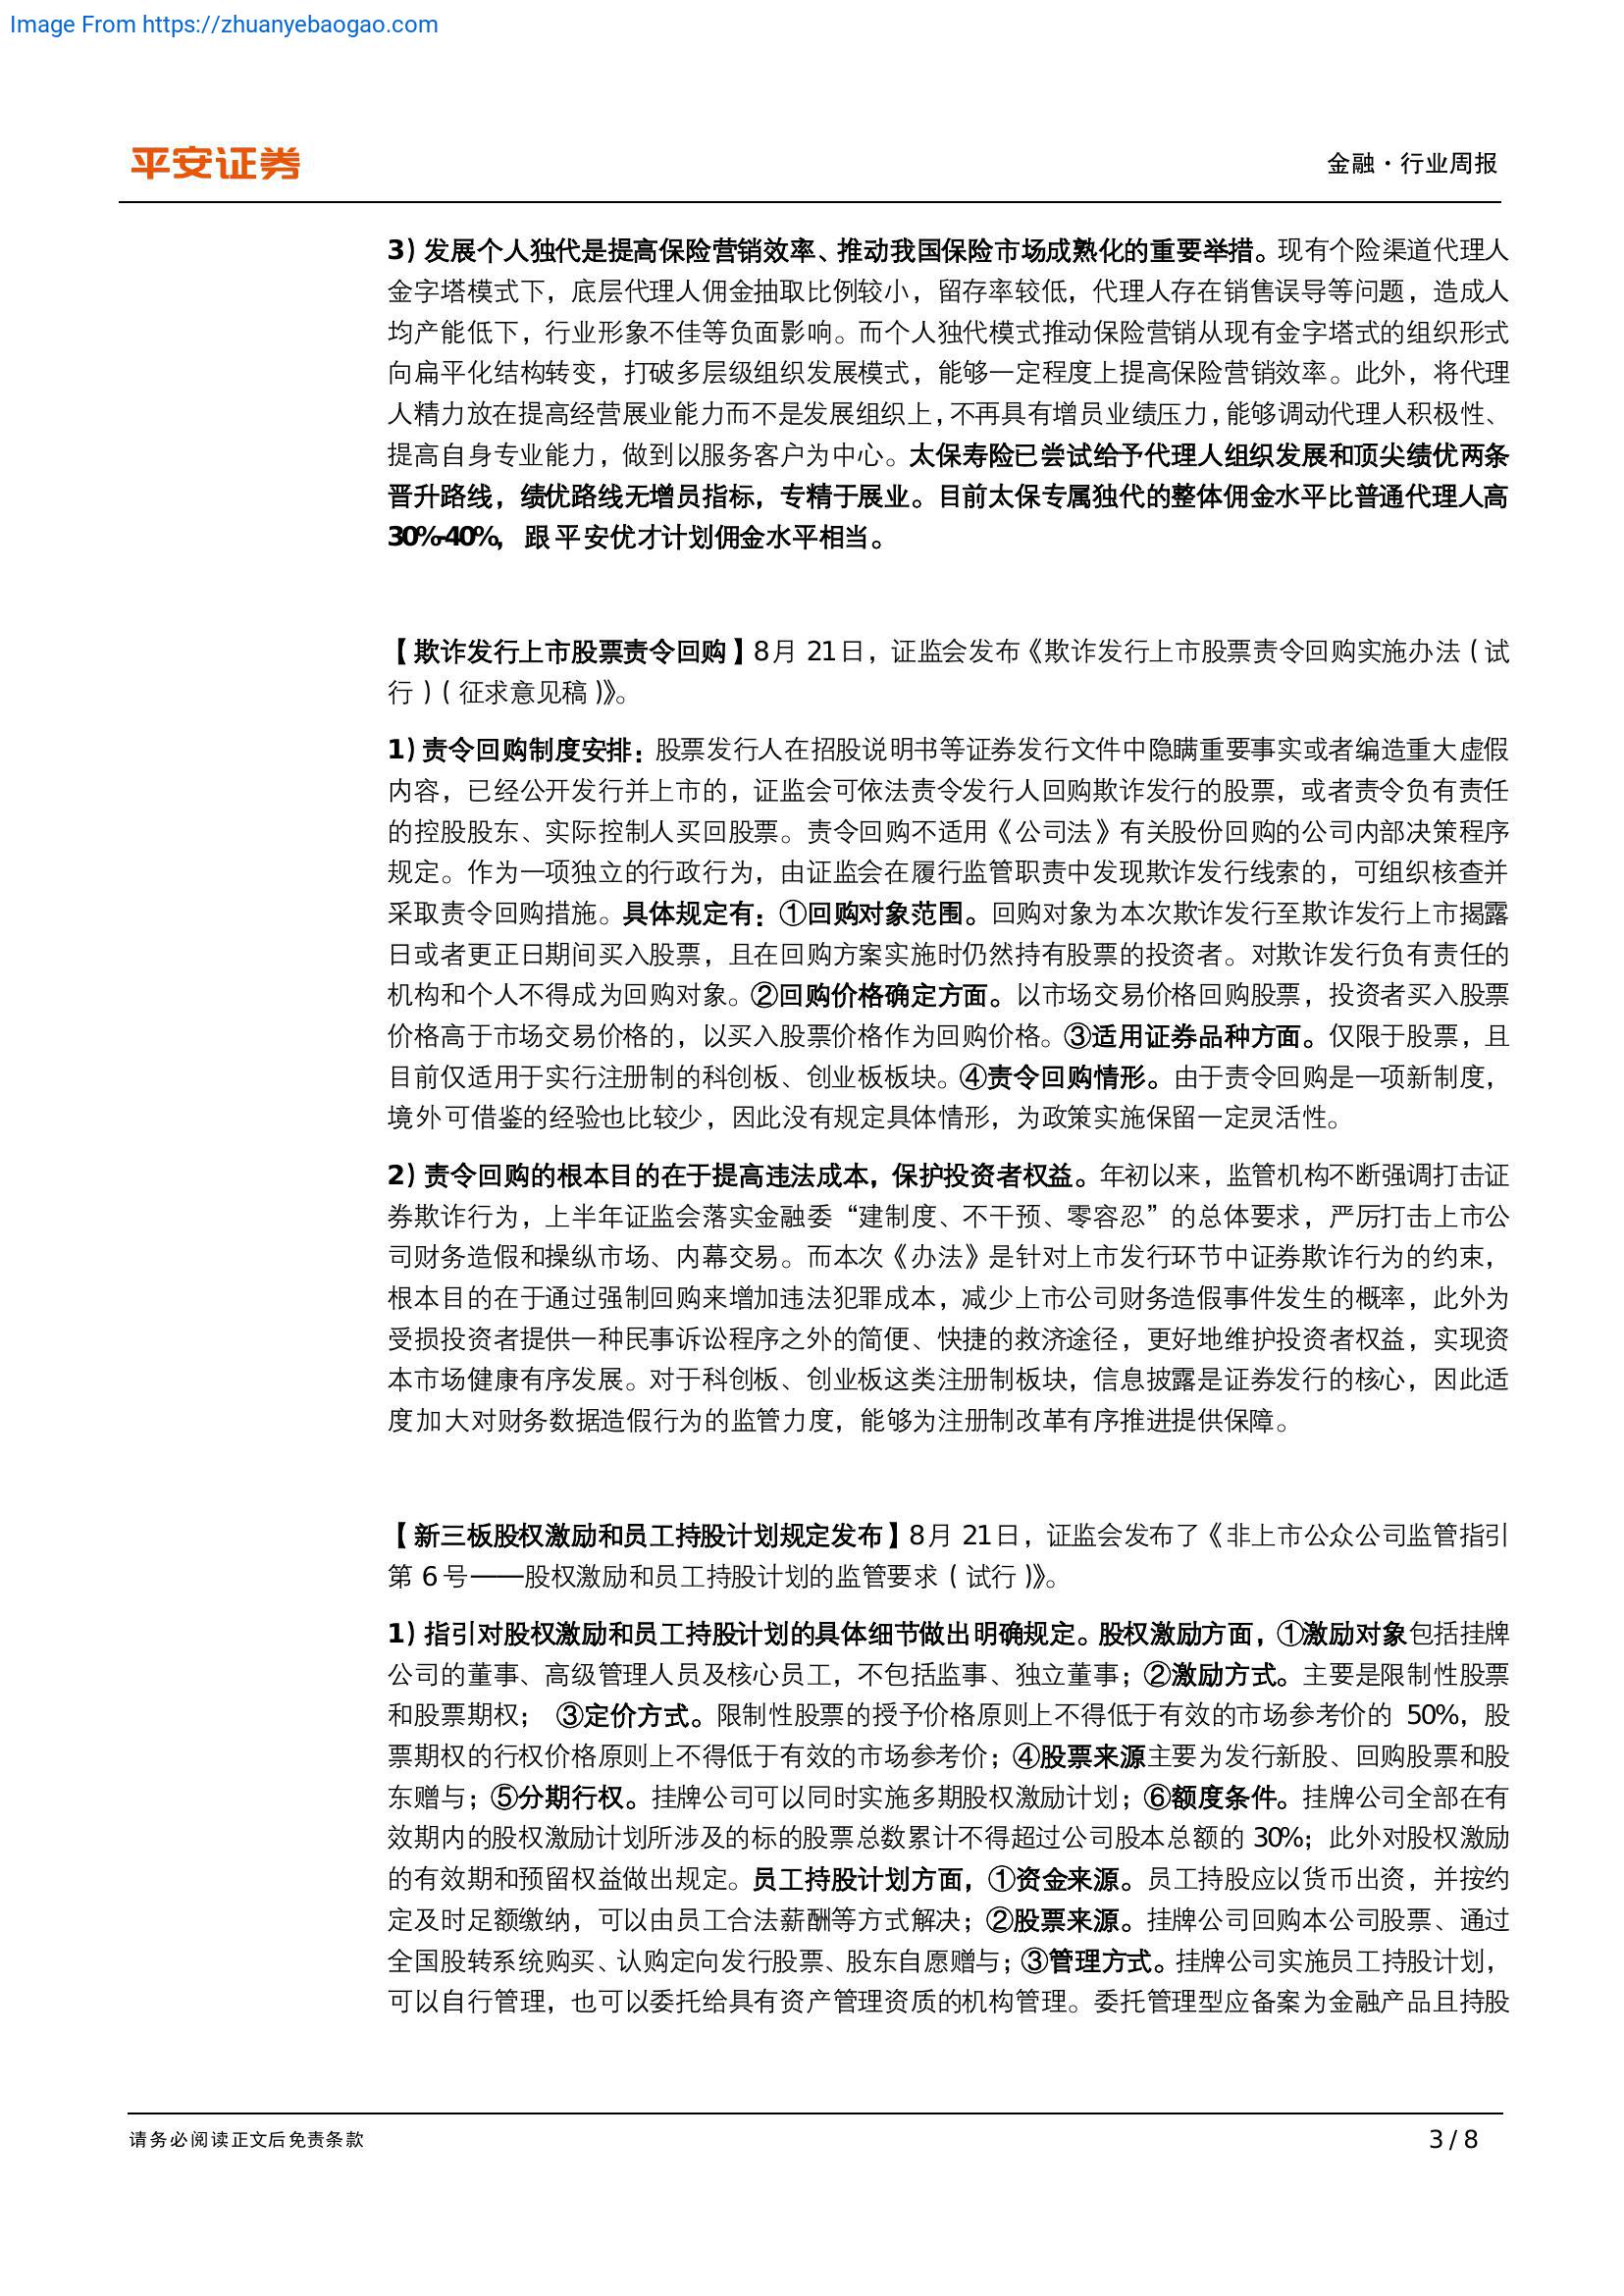 Image From https://zhuanyebaogao.com
平安证券
金融·行业周报
3) 发展个人独代是提高保险营销效率、推动我国保险市场成熟化的重要举措。现有个险渠道代理人
金字塔模式下，底层代理人佣金抽取比例较小，留存率较低，代理人存在销售误导等问题，造成人
均产能低下，行业形象不佳等负面影响。而个人独代模式推动保险营销从现有金字塔式的组织形式
向扁平化结构转变，打破多层级组织发展模式，能够一定程度上提高保险营销效率。此外，将代理
人精力放在提高经营展业能力而不是发展组织上，不再具有增员业绩压力，能够调动代理人积极性、
提高自身专业能力，做到以服务客户为中心。太保寿险已尝试给予代理人组织发展和顶尖绩优两条
晋升路线，绩优路线无增员指标，专精于展业。目前太保专属独代的整体佣金水平比普通代理人高
30%-40%，跟平安优才计划佣金水平相当。
【欺诈发行上市股票责令回购】8月 21日，证监会发布《欺诈发行上市股票责令回购实施办法（试
行）（征求意见稿）》。
1) 责令回购制度安排：股票发行人在招股说明书等证券发行文件中隐瞒重要事实或者编造重大虚假
内容，已经公开发行并上市的，证监会可依法责令发行人回购欺诈发行的股票，或者责令负有责任
的控股股东、实际控制人买回股票。责令回购不适用《公司法》有关股份回购的公司内部决策程序
规定。作为一项独立的行政行为，由证监会在履行监管职责中发现欺诈发行线索的，可组织核查并
采取责令回购措施。具体规定有：①回购对象范围。回购对象为本次欺诈发行至欺诈发行上市揭露
日或者更正日期间买入股票，且在回购方案实施时仍然持有股票的投资者。对欺诈发行负有责任的
机构和个人不得成为回购对象。②回购价格确定方面。以市场交易价格回购股票，投资者买入股票
价格高于市场交易价格的，以买入股票价格作为回购价格。③适用证券品种方面。仅限于股票，且
目前仅适用于实行注册制的科创板、创业板板块。④责令回购情形。由于责令回购是一项新制度，
境外可借鉴的经验也比较少，因此没有规定具体情形，为政策实施保留一定灵活性。
2) 责令回购的根本目的在于提高违法成本，保护投资者权益。年初以来，监管机构不断强调打击证
券欺诈行为，上半年证监会落实金融委“建制度、不干预、零容忍”的总体要求，严厉打击上市公
司财务造假和操纵市场、内幕交易。而本次《办法》是针对上市发行环节中证券欺诈行为的约束，
根本目的在于通过强制回购来增加违法犯罪成本，减少上市公司财务造假事件发生的概率，此外为
受损投资者提供一种民事诉讼程序之外的简便、快捷的救济途径，更好地维护投资者权益，实现资
本市场健康有序发展。对于科创板、创业板这类注册制板块，信息披露是证券发行的核心，因此适
度加大对财务数据造假行为的监管力度，能够为注册制改革有序推进提供保障。
【新三板股权激励和员工持股计划规定发布】8月 21日，证监会发布了《非上市公众公司监管指引
第 6号——股权激励和员工持股计划的监管要求（试行）》。
1) 指引对股权激励和员工持股计划的具体细节做出明确规定。股权激励方面，①激励对象包括挂牌
公司的董事、高级管理人员及核心员工，不包括监事、独立董事；②激励方式。主要是限制性股票
和股票期权； ③定价方式。限制性股票的授予价格原则上不得低于有效的市场参考价的 50%，股
票期权的行权价格原则上不得低于有效的市场参考价；④股票来源主要为发行新股、回购股票和股
东赠与；⑤分期行权。挂牌公司可以同时实施多期股权激励计划；⑥额度条件。挂牌公司全部在有
效期内的股权激励计划所涉及的标的股票总数累计不得超过公司股本总额的 30%；此外对股权激励
的有效期和预留权益做出规定。员工持股计划方面，①资金来源。员工持股应以货币出资，并按约
定及时足额缴纳，可以由员工合法薪酬等方式解决；②股票来源。挂牌公司回购本公司股票、通过
全国股转系统购买、认购定向发行股票、股东自愿赠与；③管理方式。挂牌公司实施员工持股计划，
可以自行管理，也可以委托给具有资产管理资质的机构管理。委托管理型应备案为金融产品且持股
请务必阅读正文后免责条款
3 / 8